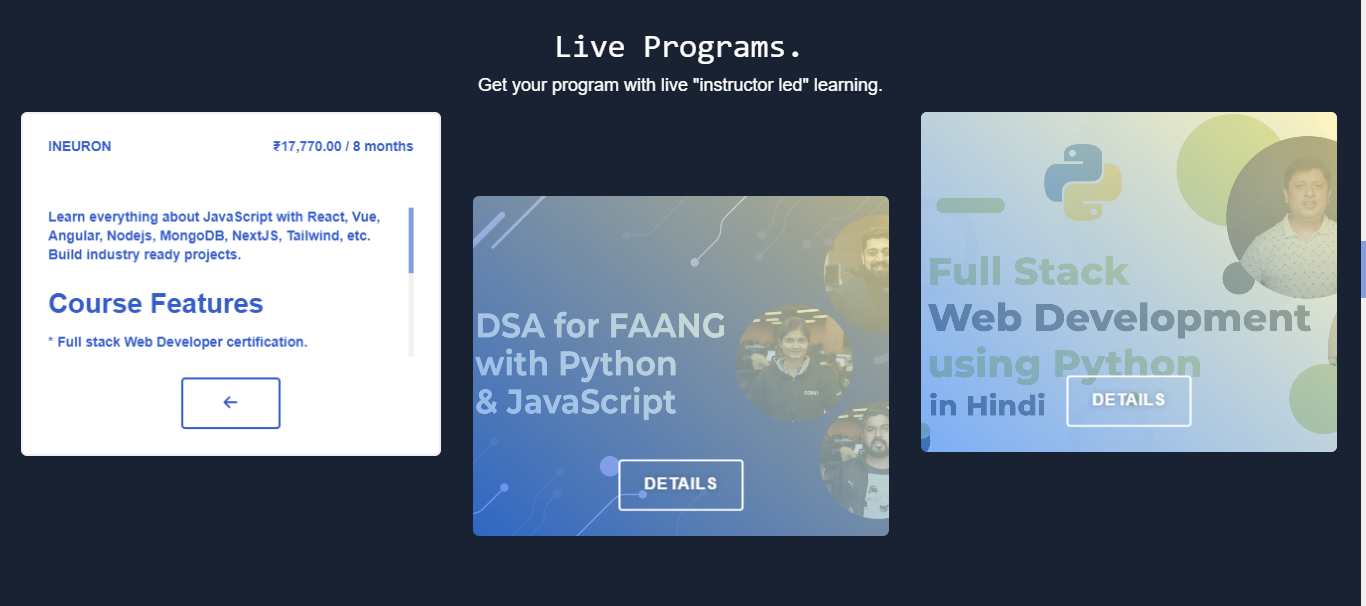 Live Programs.
Get your program with live "instructor led" learning.
INEURON
₹17,770.00 / 8 months
Learn everything about JavaScript with React, Vue,
Angular, Nodejs, MongoDB, NextJS, Tailwind, etc.
Build industry ready projects.
Course Features
* Full stack Web Developer certification.
←
DSA for FAANG
with Python
& JavaScript
DETAILS
Full Stack
Web Development
using Python
in Hindi
DETAILS